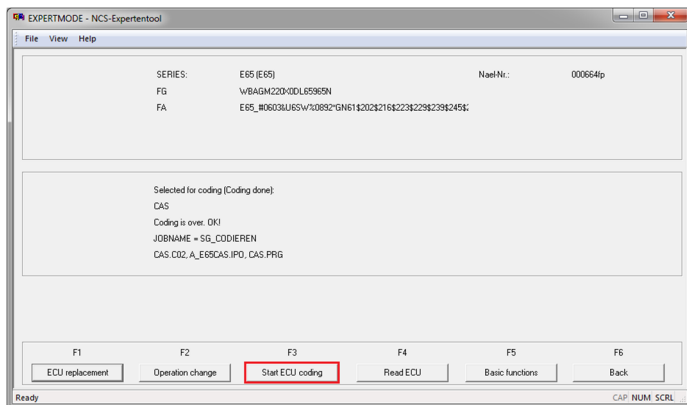 EXPERTMODE - NCS-Expertentool
File View Help
SERIES: E65 (E65) Nael-Nr.: 000664fp
FG WBAGM220X0DL65965N
FA E65_#0603&U6SW%0892*GN61$202$216$223$229$239$245$
Selected for coding (Coding done):
CAS
Coding is over. OK!
JOBNAME = SG_CODIEREN
CAS.C02, A_E65CAS.IPO, CAS.PRG
F1 F2 F3 F4 F5 F6
ECU replacement Operation change Start ECU coding Read ECU Basic functions Back
Ready CAP NUM SCRL